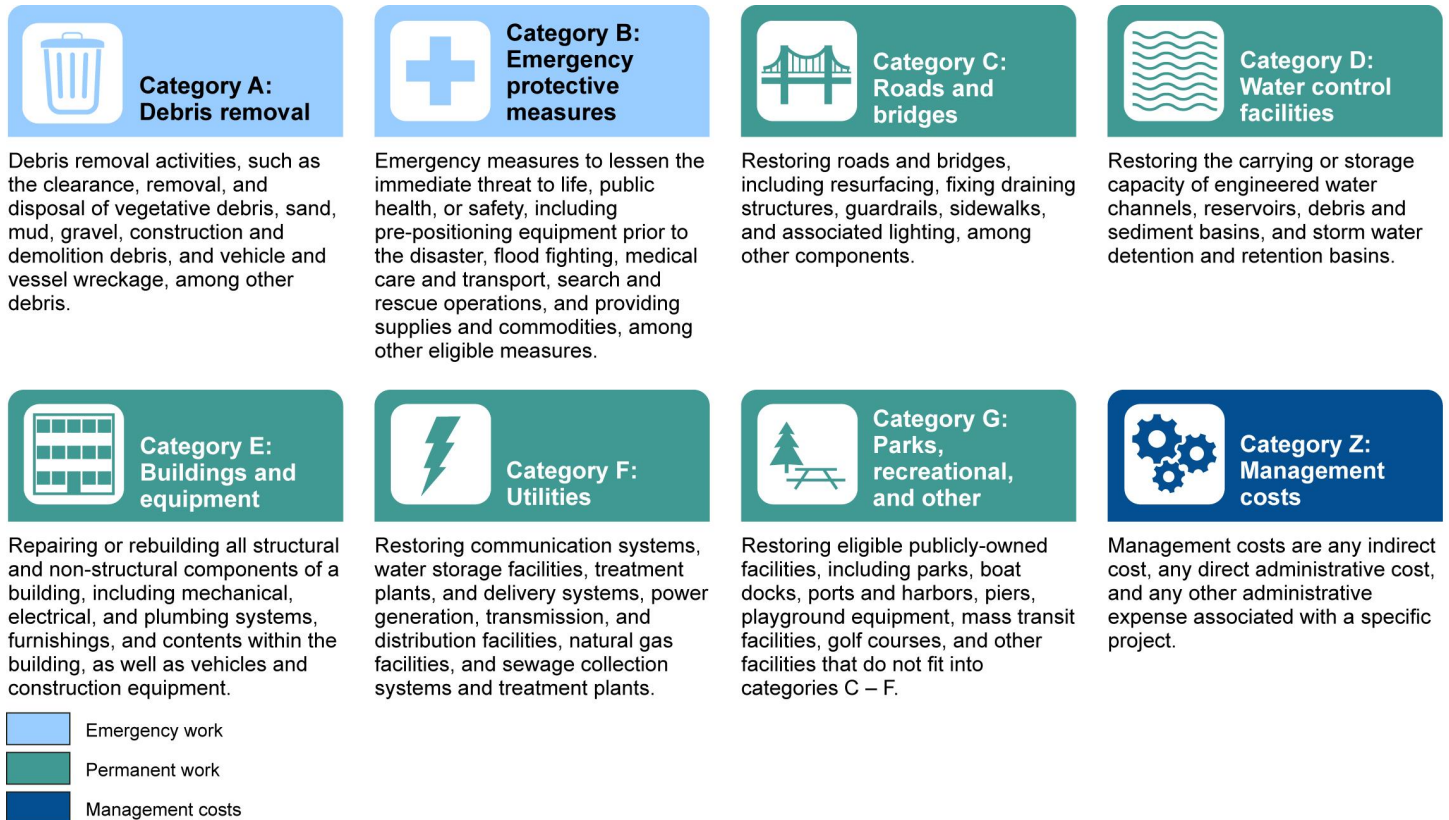 Category A:
Debris removal
Debris removal activities, such as
the clearance, removal, and
disposal of vegetative debris, sand,
mud, gravel, construction and
demolition debris, and vehicle and
vessel wreckage, among other
debris.
Category B:
Emergency
protective
measures
Emergency measures to lessen the
immediate threat to life, public
health, or safety, including
pre-positioning equipment prior to
the disaster, flood fighting, medical
care and transport, search and
rescue operations, and providing
supplies and commodities, among
other eligible measures.
Category C:
Roads and
bridges
Restoring roads and bridges,
including resurfacing, fixing draining
structures, guardrails, sidewalks,
and associated lighting, among
other components.
Category D:
Water control
facilities
Restoring the carrying or storage
capacity of engineered water
channels, reservoirs, debris and
sediment basins, and storm water
detention and retention basins.
Category E:
Buildings and
equipment
Repairing or rebuilding all structural
and non-structural components of a
building, including mechanical,
electrical, and plumbing systems,
furnishings, and contents within the
building, as well as vehicles and
construction equipment.
Category F:
Utilities
Restoring communication systems,
water storage facilities, treatment
plants, and delivery systems, power
generation, transmission, and
distribution facilities, natural gas
facilities, and sewage collection
systems and treatment plants.
Category G:
Parks,
recreational,
and other
Restoring eligible publicly-owned
facilities, including parks, boat
docks, ports and harbors, piers,
playground equipment, mass transit
facilities, golf courses, and other
facilities that do not fit into
categories C – F.
Category Z:
Management
costs
Management costs are any indirect
cost, any direct administrative cost,
and any other administrative
expense associated with a specific
project.
Emergency work
Permanent work
Management costs